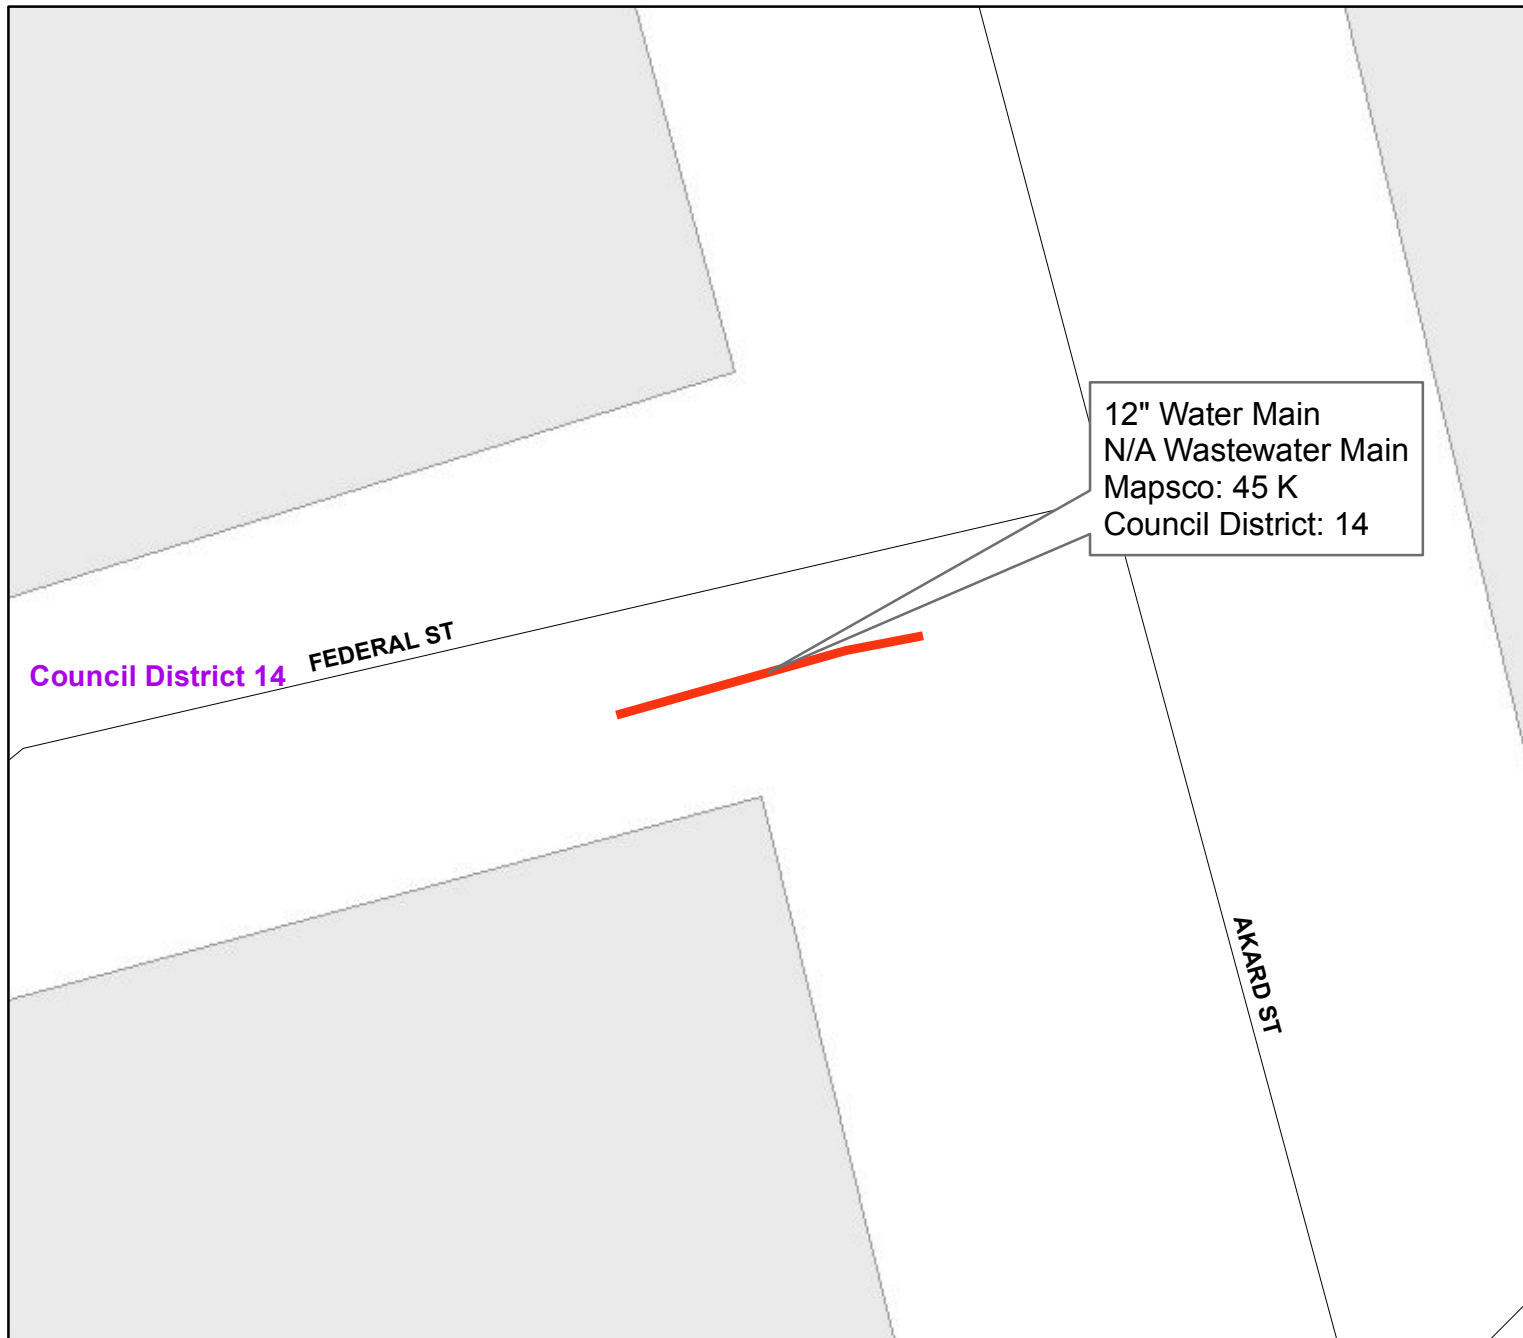 12" Water Main
N/A Wastewater Main
Mapsco: 45 K
Council District: 14
FEDERAL ST
Council District 14
AKARD ST